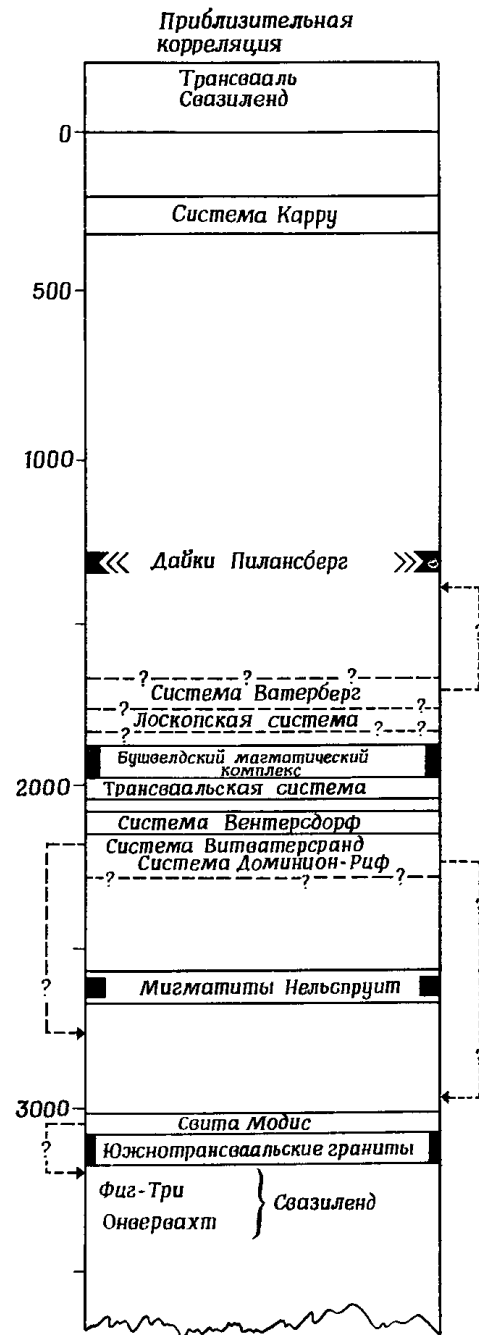 Приблизительная
корреляция
Трансвааль
Свазиленд
0
Система Карру
500
1000
Дайки Пилансберг
? ? ?
Система Ватерберг
? ?
Лоскопская система
? ? ?
Бушвелдский магматический
комплекс
2000
Трансваальская система
Система Вентерсдорф
Система Витватерсранд
Система Доминион-Риф
? ? ?
?
Мигматиты Нельспруит
3000
Свита Модис
?
Южнотрансваальские граниты
Фиг-Три
Онвервахт
Свазиленд